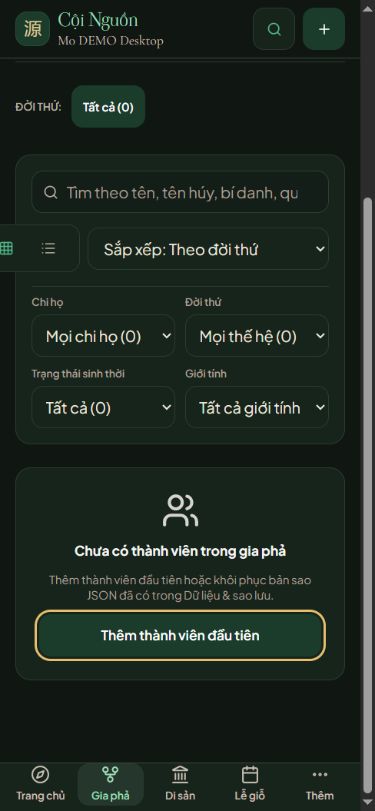 源
Cội Nguồn
Mo DEMO Desktop
ĐỜI THỨ:
Tất cả (0)
Tìm theo tên, tên húy, bí danh, qu
Sắp xếp: Theo đời thứ
Chi họ
Đời thứ
Mọi chi họ (0)
Mọi thế hệ (0)
Trạng thái sinh thời
Giới tính
Tất cả (0)
Tất cả giới tính
Chưa có thành viên trong gia phả
Thêm thành viên đầu tiên hoặc khôi phục bản sao
JSON đã có trong Dữ liệu & sao lưu.
Thêm thành viên đầu tiên
Trang chủ
Gia phả
Di sản
Lễ giỗ
Thêm